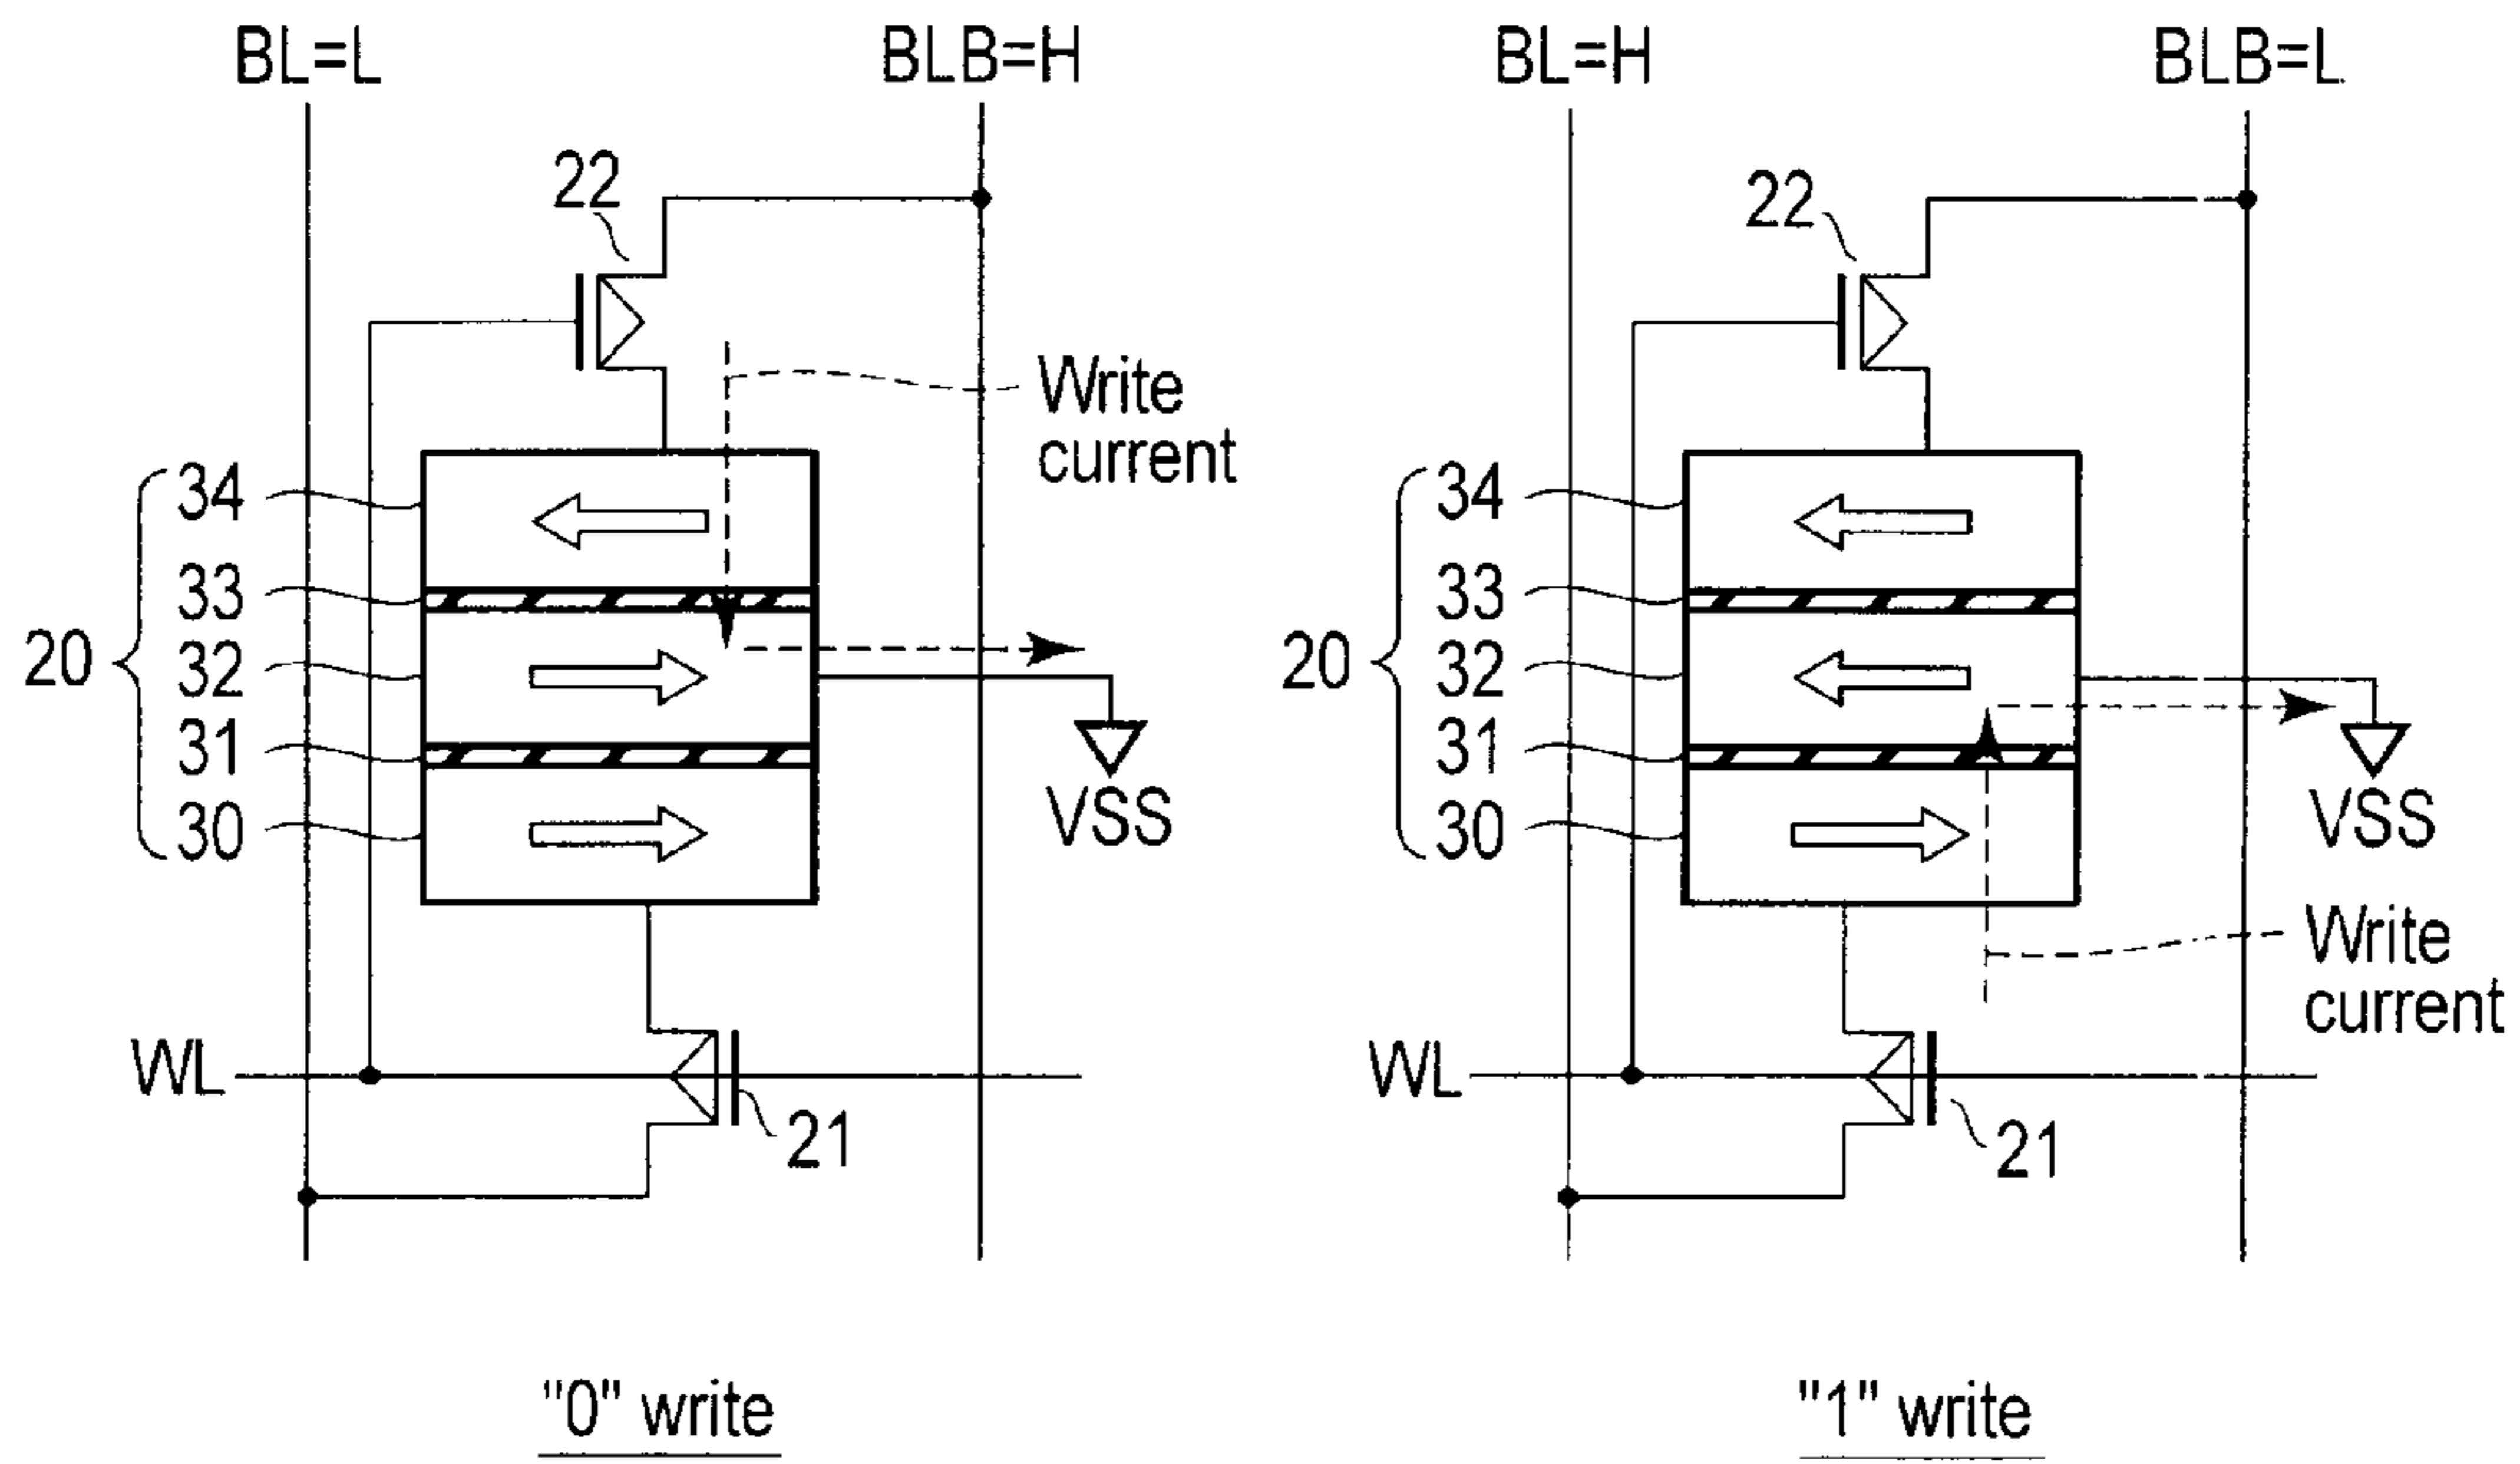 BL=L
BLB=H
22
Write
current
34
33
20
32
31
30
VSS
WL
21
"0" write
BL=H
BLB=L
22
34
33
20
32
31
30
VSS
Write
current
WL
21
"1" write